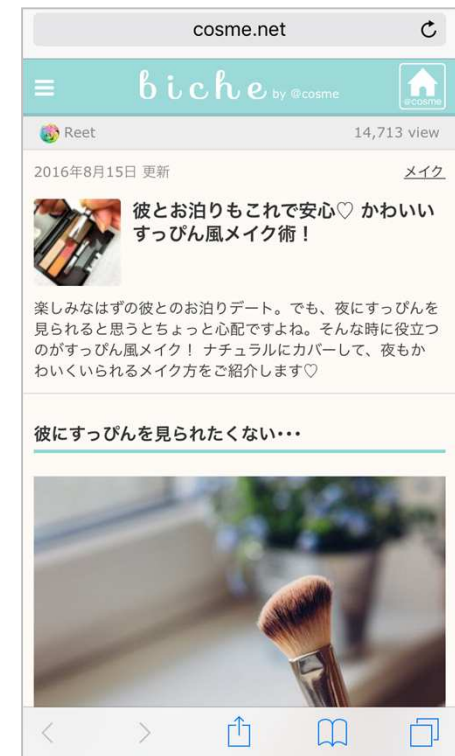 cosme.net
biche by @cosme
@cosme
Reet 14,713 view
2016年8月15日 更新 メイク
彼とお泊りもこれで安心♡ かわいい
すっぴん風メイク術！
楽しみなはずの彼とのお泊りデート。でも、夜にすっぴんを
見られると思うとちょっと心配ですよね。そんな時に役立つ
のがすっぴん風メイク！ ナチュラルにカバーして、夜もか
わいくいられるメイク方をご紹介します♡
彼にすっぴんを見られたくない･･･